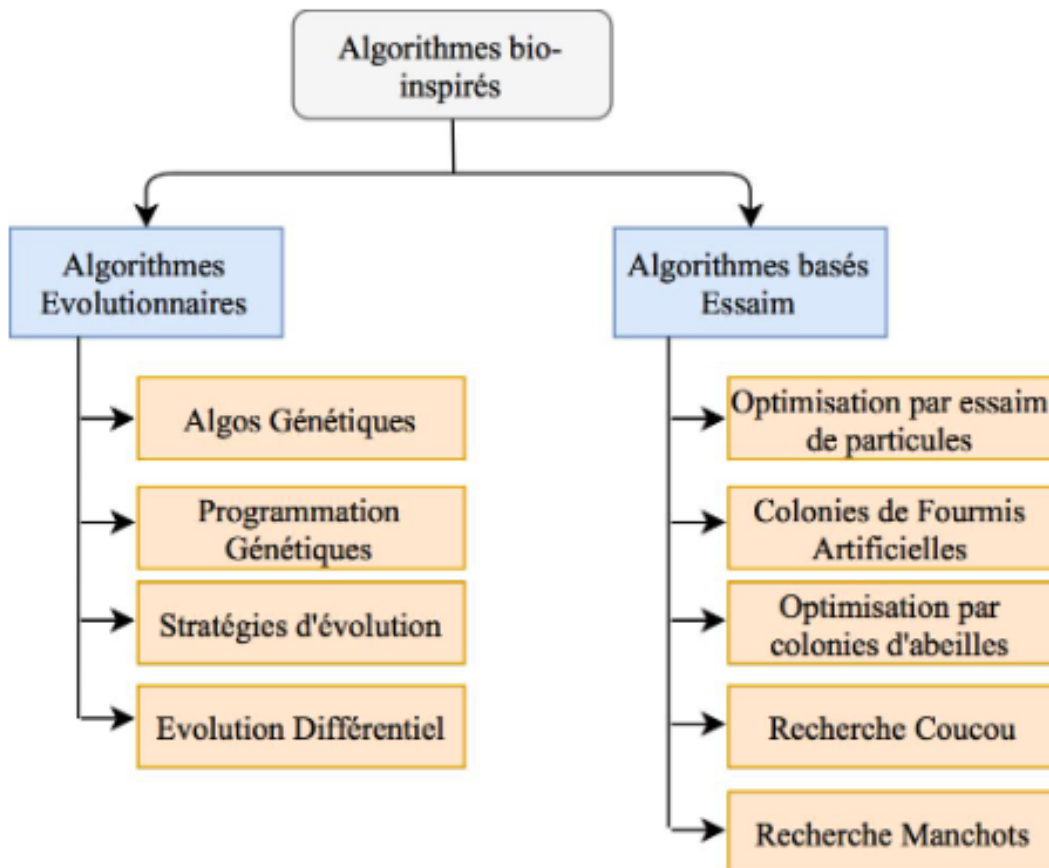 Algorithmes bio-
inspirés
Algorithmes
Evolutionnaires
Algos Génétiques
Programmation
Génétiques
Stratégies d'évolution
Evolution Différentiel
Algorithmes basés
Essaim
Optimisation par essaim
de particules
Colonies de Fourmis
Artificielles
Optimisation par
colonies d'abeilles
Recherche Coucou
Recherche Manchots